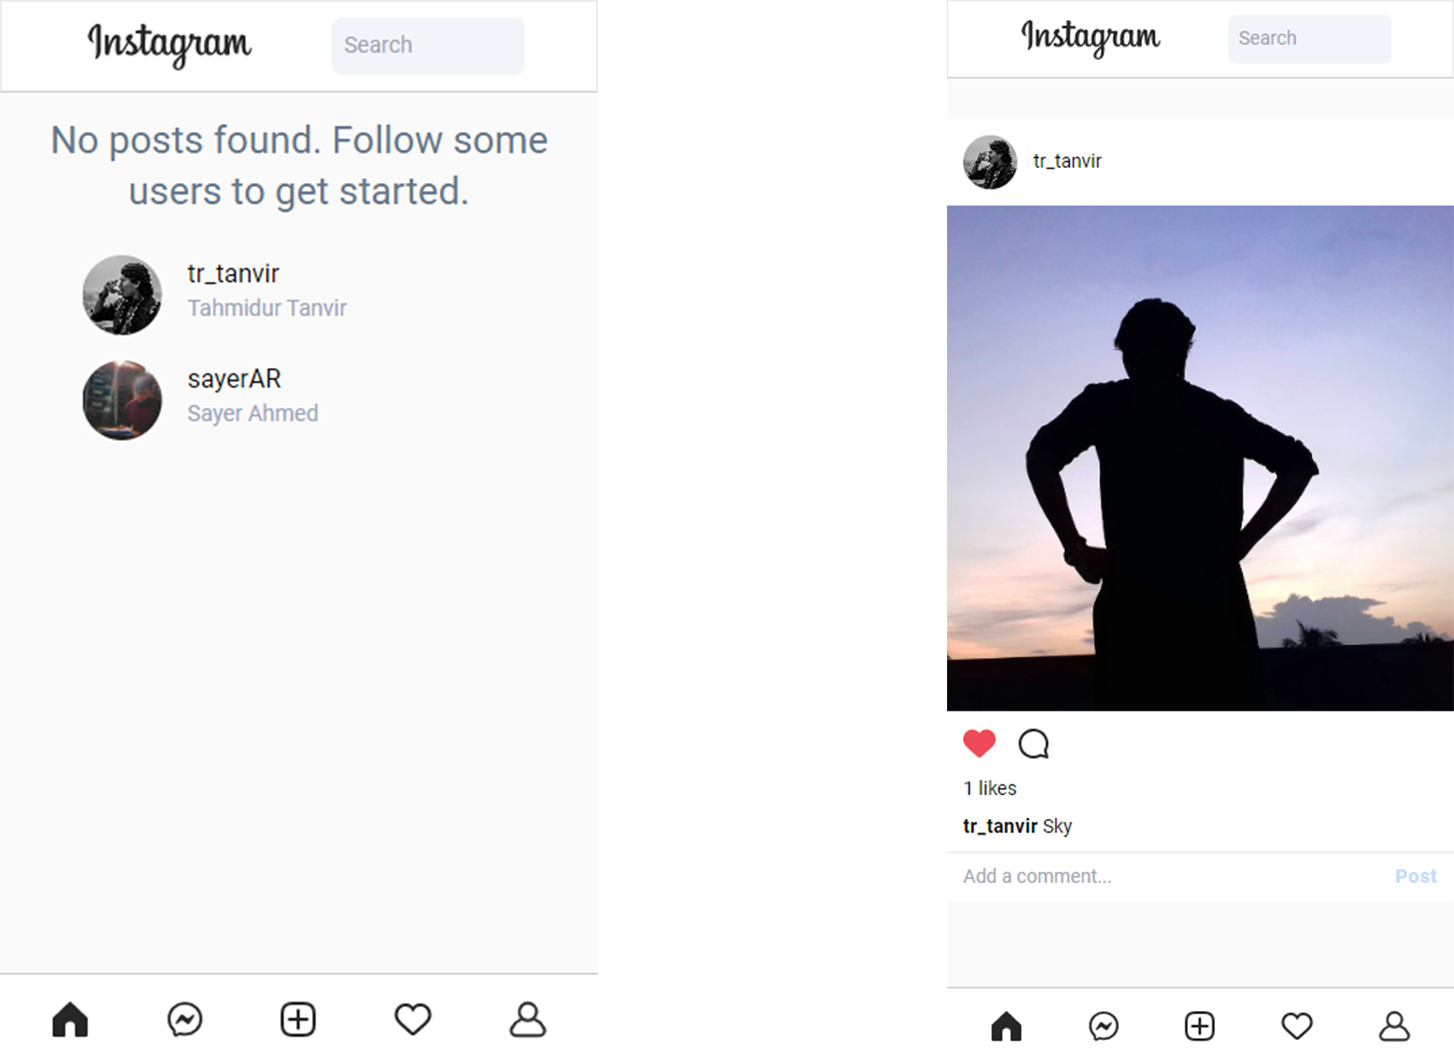 Instagram
Search
No posts found. Follow some
users to get started.
tr_tanvir
Tahmidur Tanvir
sayerAR
Sayer Ahmed
Instagram
Search
tr_tanvir
1 likes
tr_tanvir Sky
Add a comment...
Post